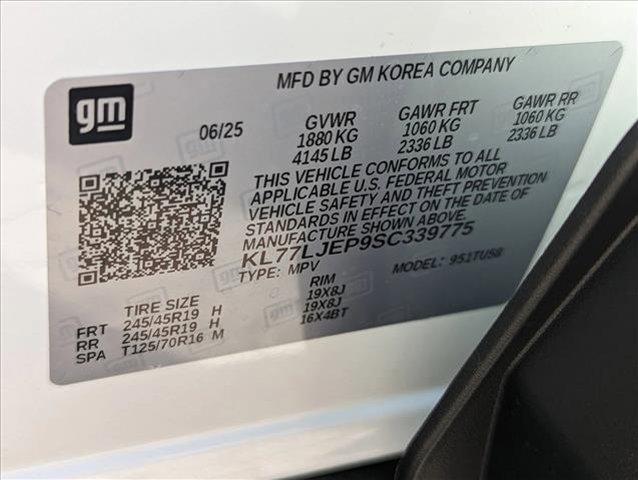 gm
MFD BY GM KOREA COMPANY
06/25 GVWR GAWR FRT GAWR RR
1880 KG 1060 KG 1060 KG
4145 LB 2336 LB 2336 LB
THIS VEHICLE CONFORMS TO ALL
APPLICABLE U.S. FEDERAL MOTOR
VEHICLE SAFETY AND THEFT PREVENTION
STANDARDS IN EFFECT ON THE DATE OF
MANUFACTURE SHOWN ABOVE.
KL77LJEP9SC339775
TYPE: MPV MODEL: 951TU58
TIRE SIZE RIM
FRT 245/45R19 H 19X8J
RR 245/45R19 H 19X8J
SPA T125/70R16 M 16X4BT